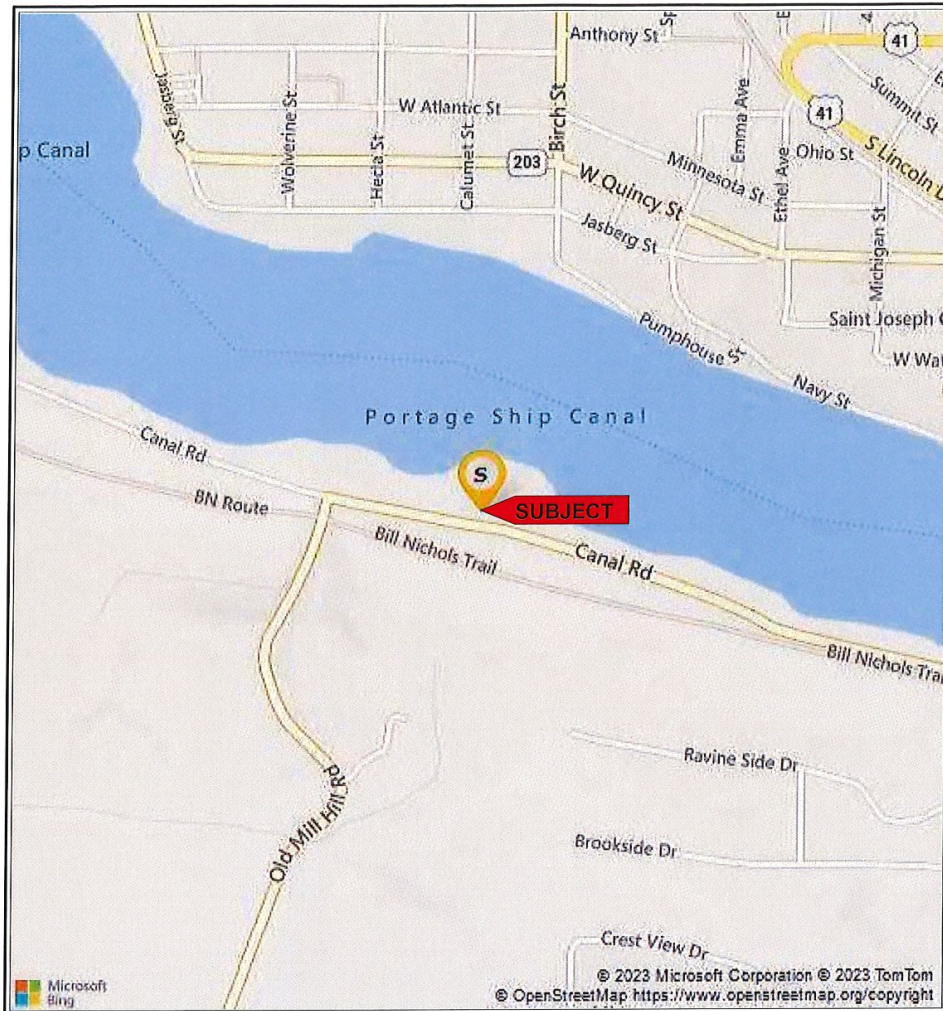 Anthony St
Sp
E
4
41
E
Jasberg St
Wolverine St
Hecla St
W Atlantic St
Calumet St
Birch St
Emma Ave
41
Summit St
Ohio St
S Lincoln D
p Canal
203
W Quincy St
Minnesota St
Ethel Ave
Jasberg St
Michigan St
Saint Joseph
Pumphouse St
W Wat
Navy St
Portage Ship Canal
Canal Rd
S
SUBJECT
BN Route
Bill Nichols Trail
Canal Rd
Bill Nichols Trai
Ravine Side Dr
Old Mill Hill Rd
Brookside Dr
Crest View Dr
Microsoft
Bing
© 2023 Microsoft Corporation © 2023 TomTom
© OpenStreetMap https://www.openstreetmap.org/copyright